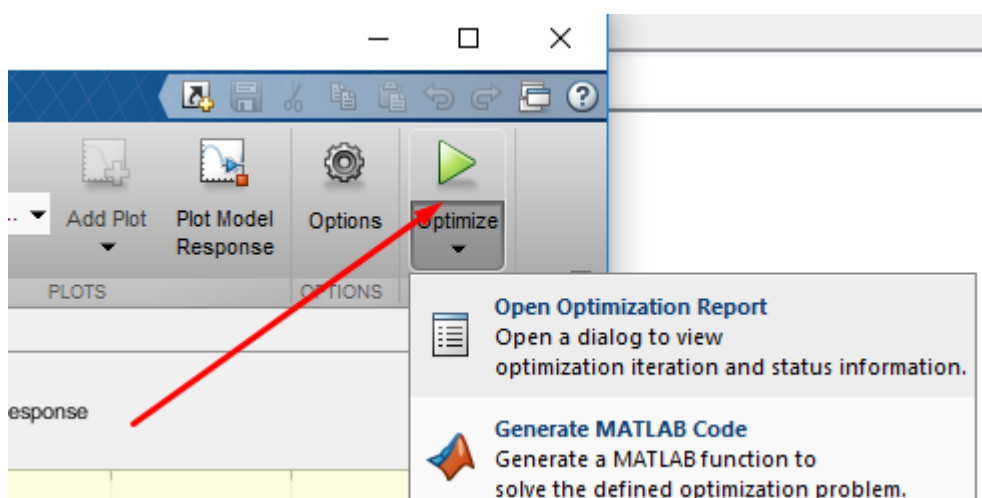 Add Plot
Plot Model
Response
Options
Optimize
PLOTS
OPTIONS
Open Optimization Report
Open a dialog to view
optimization iteration and status information.
esponse
Generate MATLAB Code
Generate a MATLAB function to
solve the defined optimization problem.